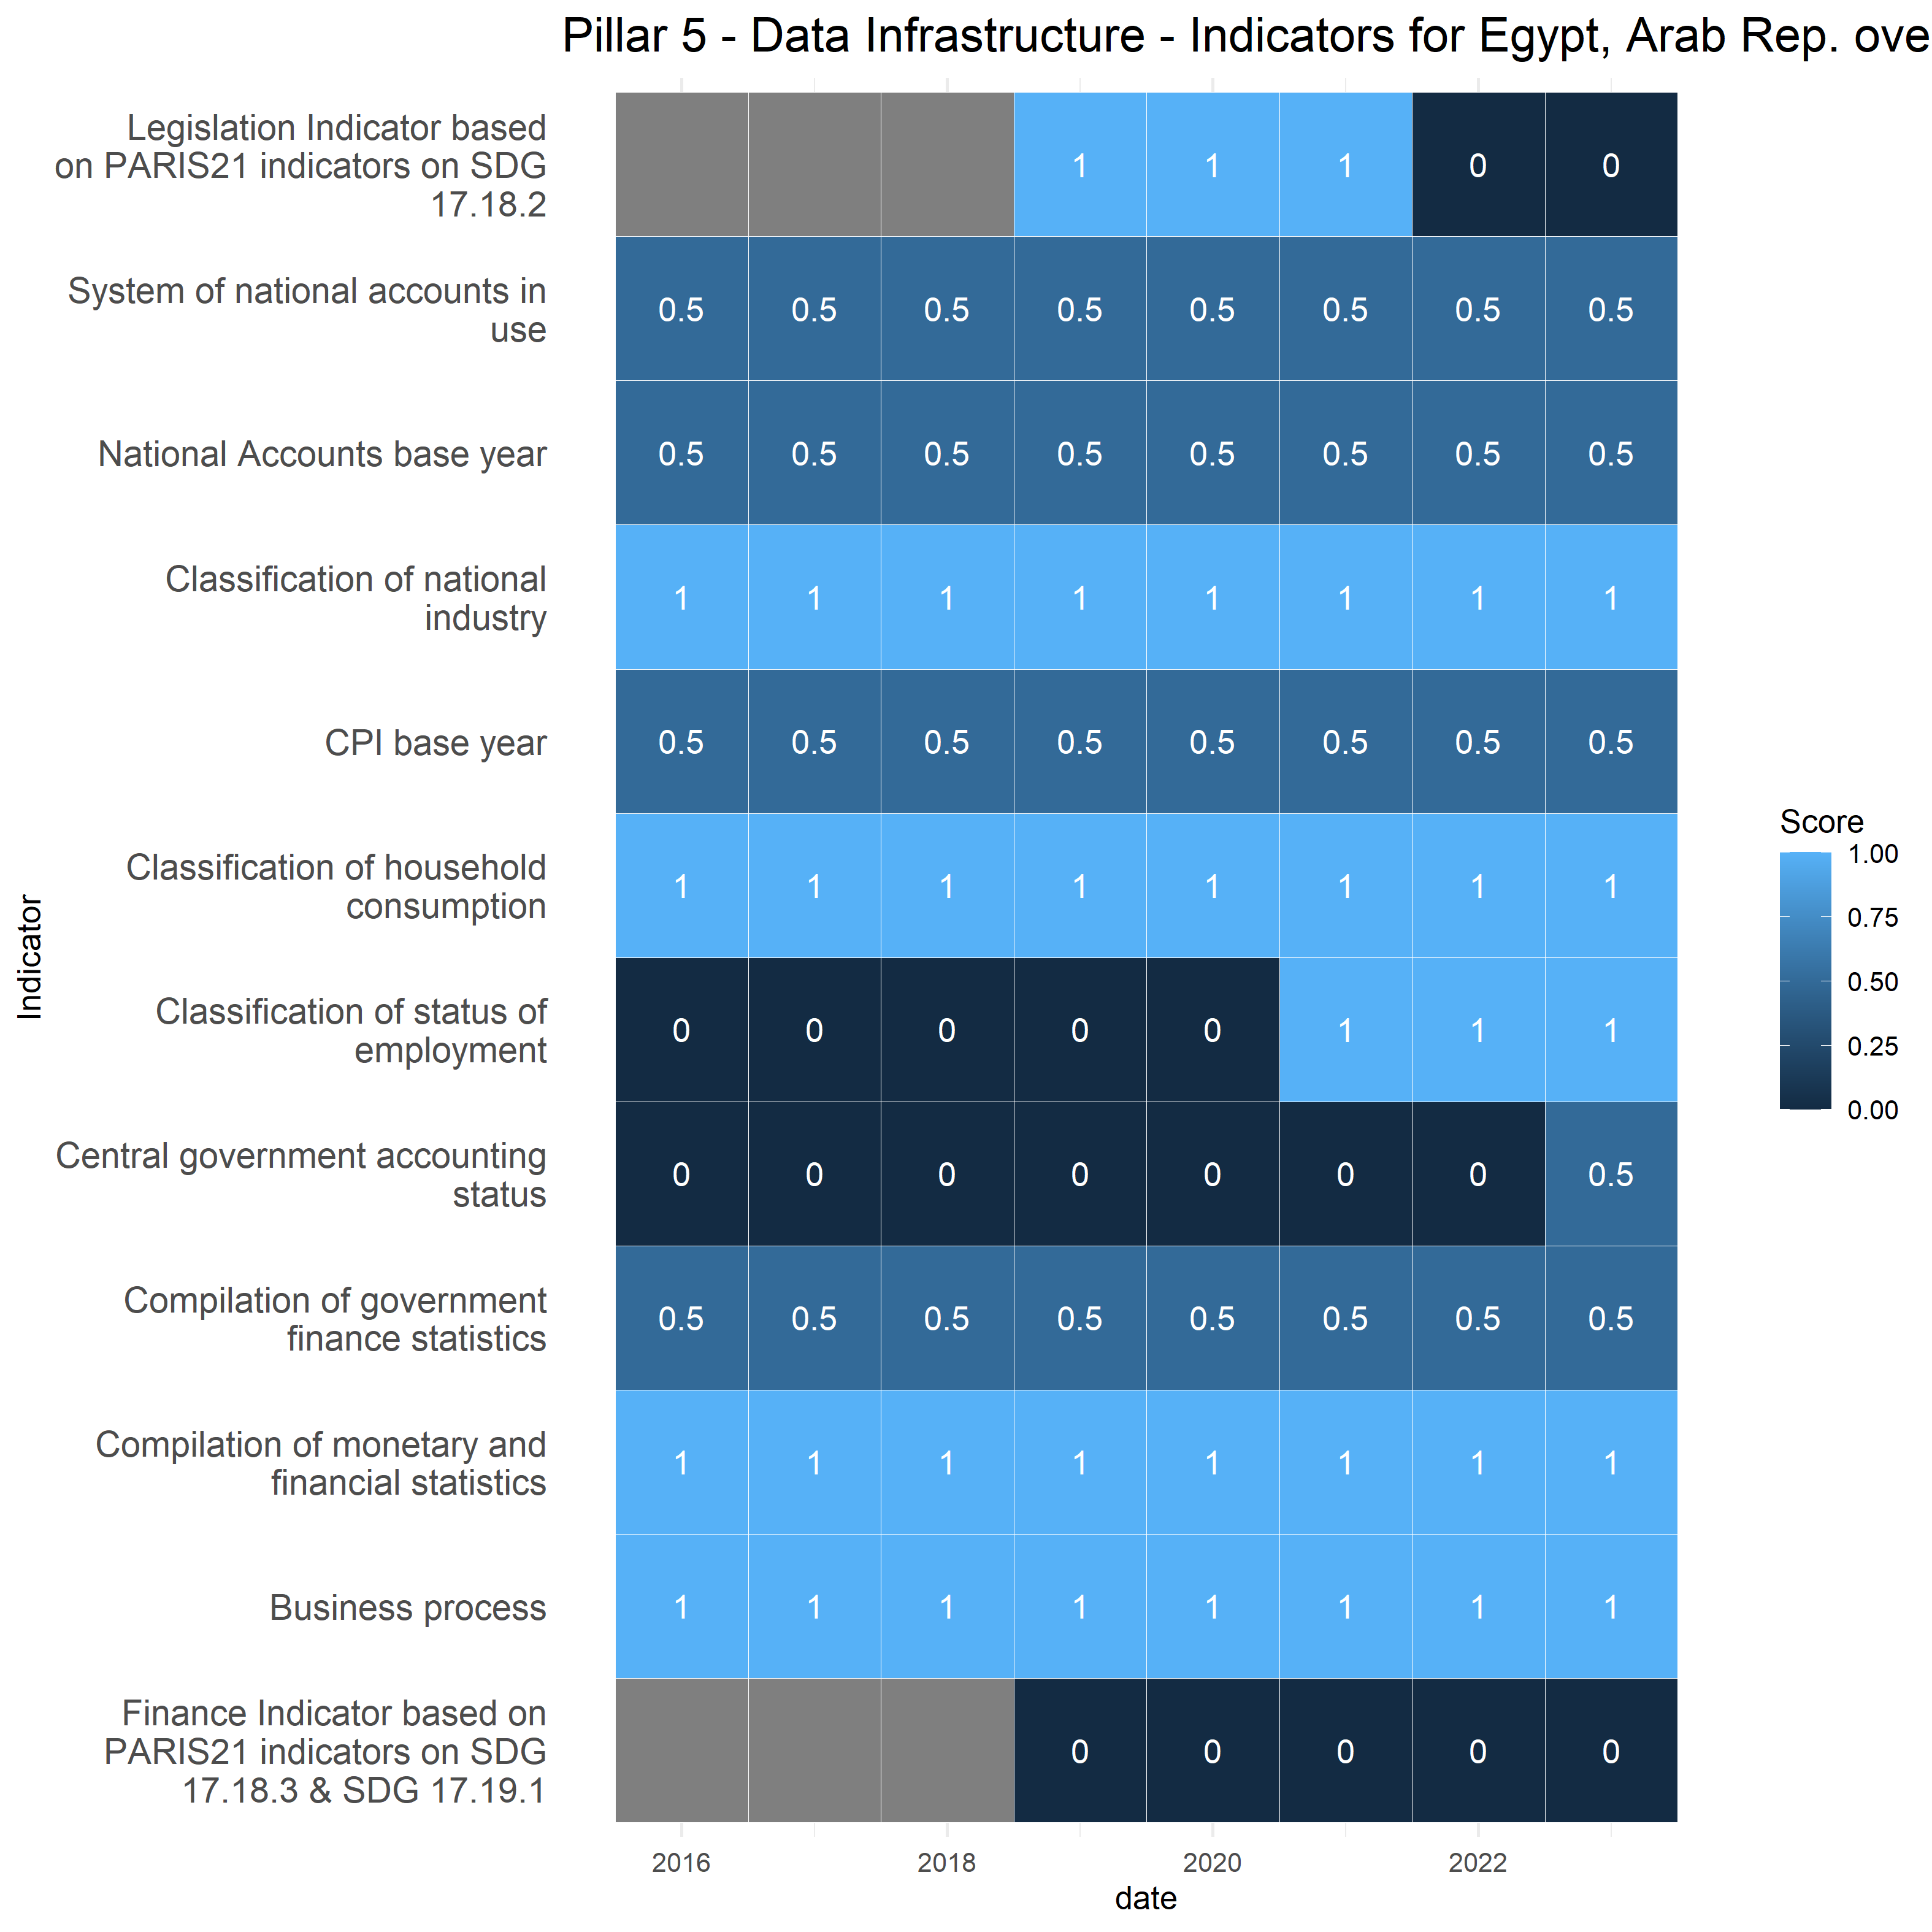 Pillar 5 - Data Infrastructure - Indicators for Egypt, Arab Rep. ove
Legislation Indicator based
on PARIS21 indicators on SDG
17.18.2
1 1 1 0 0
System of national accounts in
use
0.5 0.5 0.5 0.5 0.5 0.5 0.5 0.5
National Accounts base year
0.5 0.5 0.5 0.5 0.5 0.5 0.5 0.5
Classification of national
industry
1 1 1 1 1 1 1 1
CPI base year
0.5 0.5 0.5 0.5 0.5 0.5 0.5 0.5
Classification of household
consumption
1 1 1 1 1 1 1 1
Classification of status of
employment
0 0 0 0 0 1 1 1
Central government accounting
status
0 0 0 0 0 0 0 0.5
Compilation of government
finance statistics
0.5 0.5 0.5 0.5 0.5 0.5 0.5 0.5
Compilation of monetary and
financial statistics
1 1 1 1 1 1 1 1
Business process
1 1 1 1 1 1 1 1
Finance Indicator based on
PARIS21 indicators on SDG
17.18.3 & SDG 17.19.1
0 0 0 0 0
2016 2018 2020 2022
date
Indicator
Score
1.00
0.75
0.50
0.25
0.00